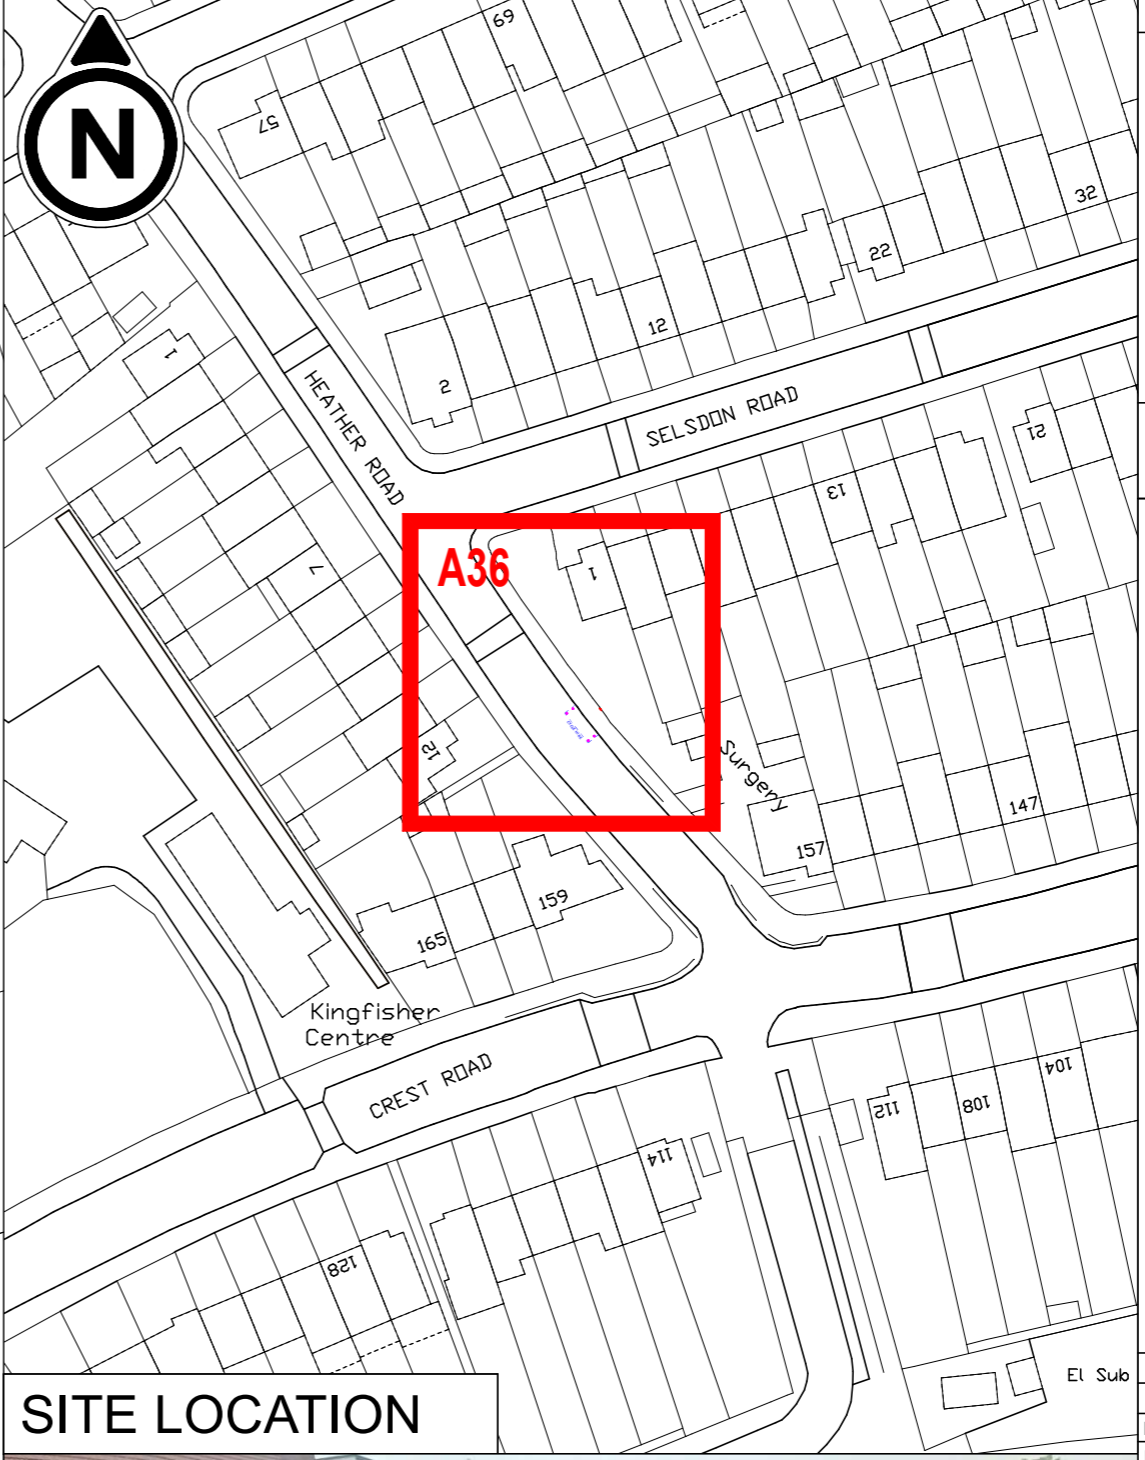 69
57
N
32
22
12
1
2
HEATHER ROAD
SELSDON ROAD
21
13
A36
1
7
12
Surgery
147
157
159
165
Kingfisher
Centre
CREST ROAD
104
108
112
114
128
El Sub
SITE LOCATION